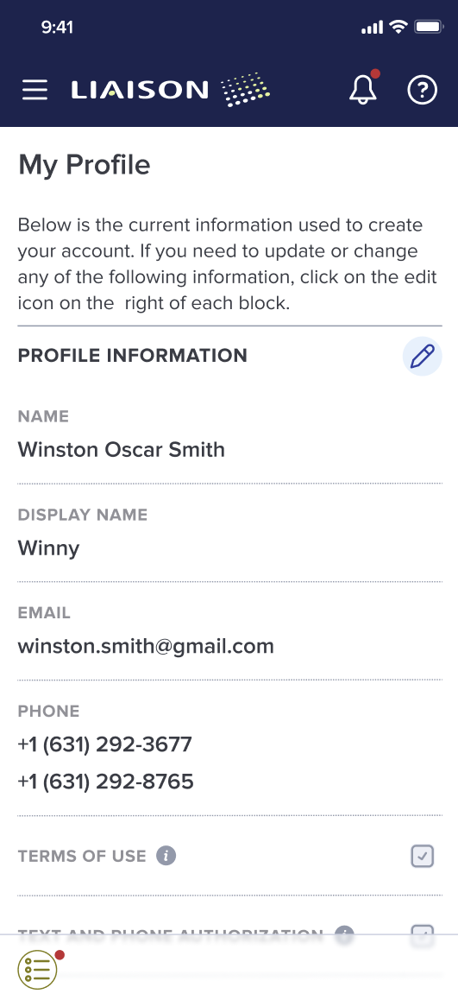 9:41
LIAISON
My Profile
Below is the current information used to create
your account. If you need to update or change
any of the following information, click on the edit
icon on the  right of each block.
PROFILE INFORMATION
NAME
Winston Oscar Smith
DISPLAY NAME
Winny
EMAIL
winston.smith@gmail.com
PHONE
+1 (631) 292-3677
+1 (631) 292-8765
TERMS OF USE
TEXT AND PHONE AUTHORIZATION